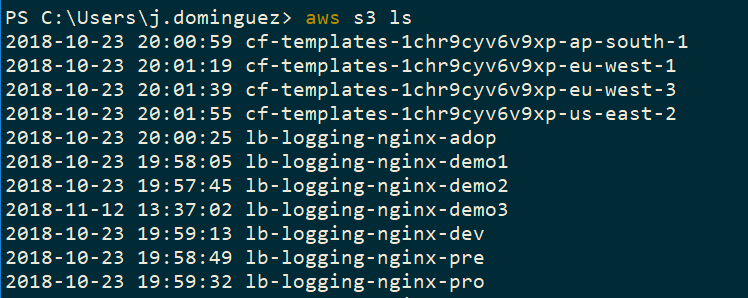 PS C:\Users\j.dominguez> aws s3 ls
2018-10-23 20:00:59 cf-templates-1chr9cyv6v9xp-ap-south-1
2018-10-23 20:01:19 cf-templates-1chr9cyv6v9xp-eu-west-1
2018-10-23 20:01:39 cf-templates-1chr9cyv6v9xp-eu-west-3
2018-10-23 20:01:55 cf-templates-1chr9cyv6v9xp-us-east-2
2018-10-23 20:00:25 lb-logging-nginx-adop
2018-10-23 19:58:05 lb-logging-nginx-demo1
2018-10-23 19:57:45 lb-logging-nginx-demo2
2018-11-12 13:37:02 lb-logging-nginx-demo3
2018-10-23 19:59:13 lb-logging-nginx-dev
2018-10-23 19:58:49 lb-logging-nginx-pre
2018-10-23 19:59:32 lb-logging-nginx-pro